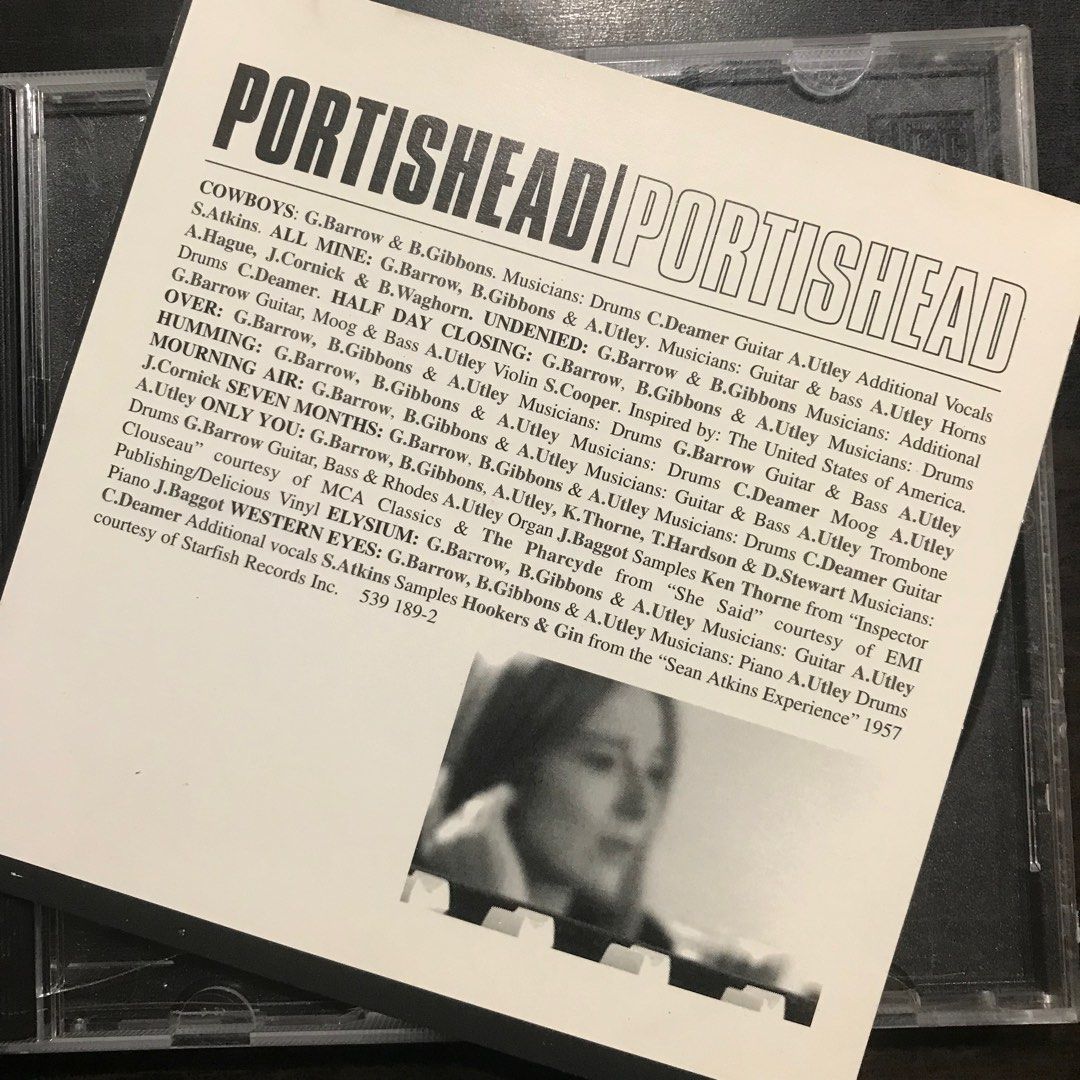 PORTISHEAD|PORTISHEAD
COWBOYS: G.Barrow & B.Gibbons. Musicians: Drums C.Deamer Guitar A.Utley Additional Vocals
S.Atkins. ALL MINE: G.Barrow, B.Gibbons & A.Utley. Musicians: Guitar & bass A.Utley Horns
A.Hague, J.Cornick & B.Waghorn. UNDENIED: G.Barrow & B.Gibbons Musicians: Additional
Drums C.Deamer. HALF DAY CLOSING: G.Barrow, B.Gibbons & A.Utley Musicians: Drums
G.Barrow Guitar, Moog & Bass A.Utley Violin S.Cooper. Inspired by: The United States of America.
OVER: G.Barrow, B.Gibbons & A.Utley Musicians: Drums G.Barrow Guitar & Bass A.Utley
HUMMING: G.Barrow, B.Gibbons & A.Utley Musicians: Drums C.Deamer Moog A.Utley
MOURNING AIR: G.Barrow, B.Gibbons & A.Utley Musicians: Guitar & Bass A.Utley Trombone
J.Cornick SEVEN MONTHS: G.Barrow, B.Gibbons & A.Utley Musicians: Drums C.Deamer Guitar
A.Utley ONLY YOU: G.Barrow, B.Gibbons, A.Utley, K.Thorne, T.Hardson & D.Stewart Musicians:
Drums G.Barrow Guitar, Bass & Rhodes A.Utley Organ J.Baggot Samples Ken Thorne from “Inspector
Clouseau” courtesy of MCA Classics & The Pharcyde from “She Said” courtesy of EMI
Publishing/Delicious Vinyl ELYSIUM: G.Barrow, B.Gibbons & A.Utley Musicians: Guitar A.Utley
Piano J.Baggot WESTERN EYES: G.Barrow, B.Gibbons & A.Utley Musicians: Piano A.Utley Drums
C.Deamer Additional vocals S.Atkins Samples Hookers & Gin from the “Sean Atkins Experience” 1957
courtesy of Starfish Records Inc. 539 189-2